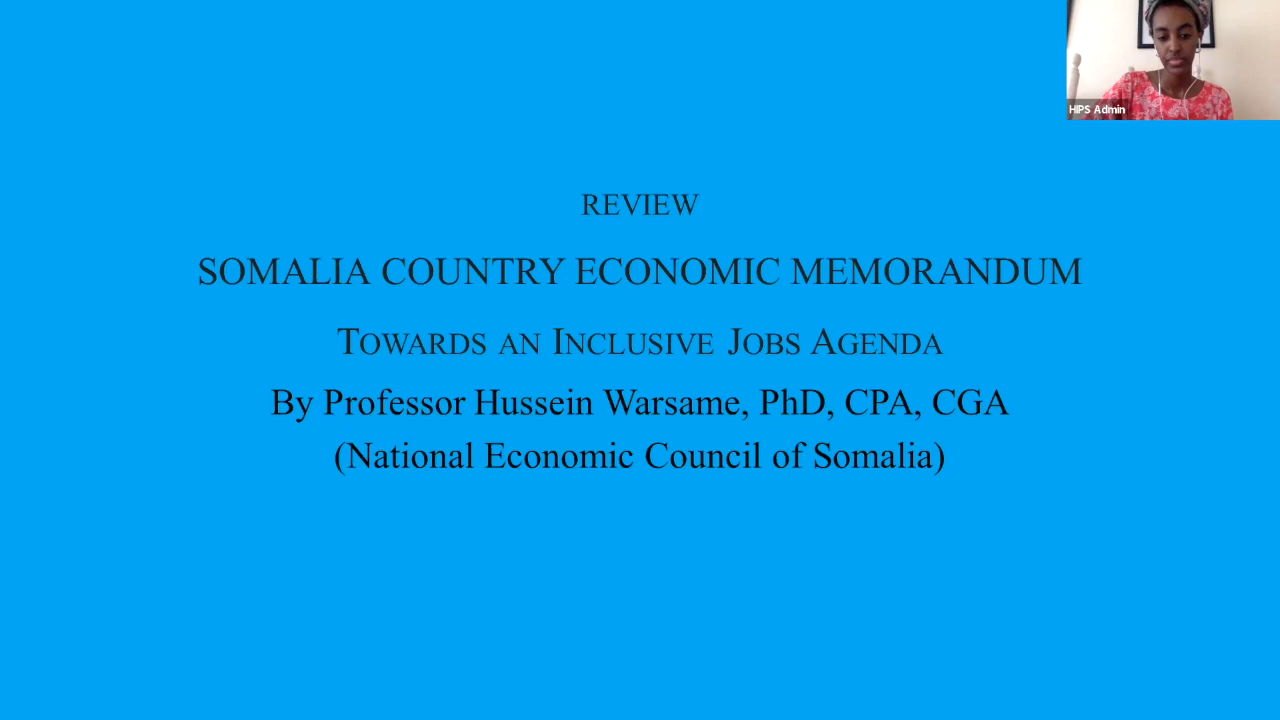 HIPS Admin
REVIEW
SOMALIA COUNTRY ECONOMIC MEMORANDUM
TOWARDS AN INCLUSIVE JOBS AGENDA
By Professor Hussein Warsame, PhD, CPA, CGA
(National Economic Council of Somalia)